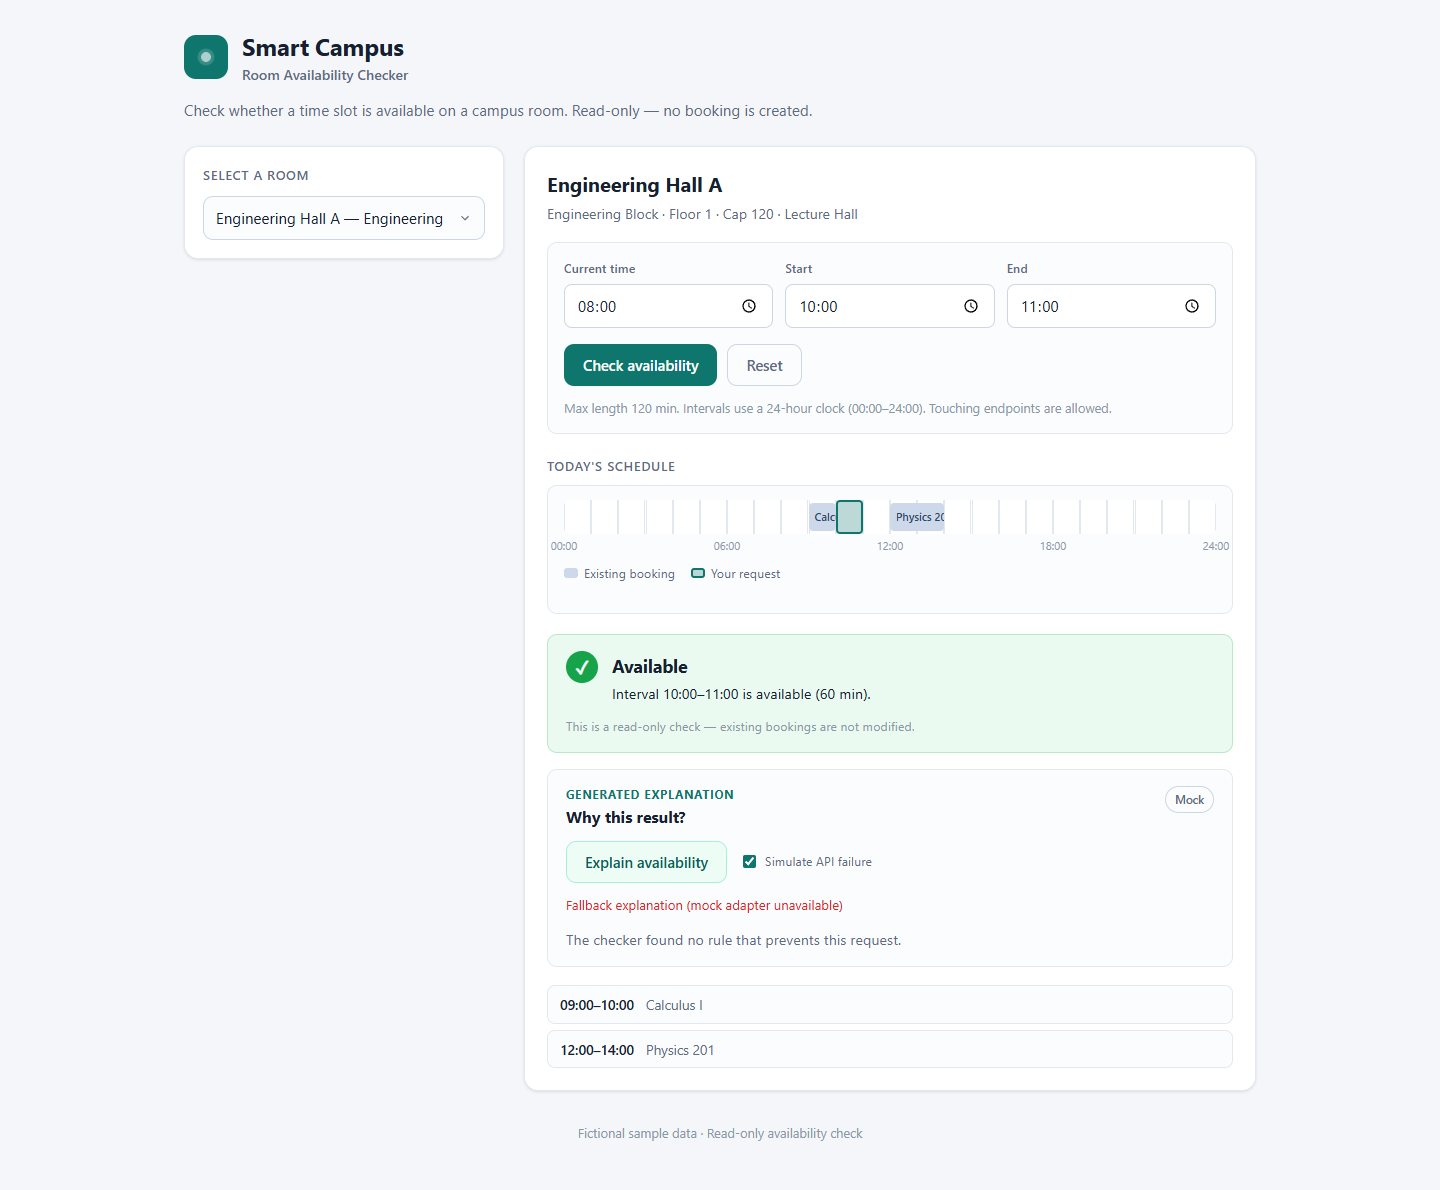 Smart Campus
Room Availability Checker
Check whether a time slot is available on a campus room. Read-only — no booking is created.
SELECT A ROOM
Engineering Hall A — Engineering
Engineering Hall A
Engineering Block · Floor 1 · Cap 120 · Lecture Hall
Current time Start End
08:00 10:00 11:00
Check availability Reset
Max length 120 min. Intervals use a 24-hour clock (00:00–24:00). Touching endpoints are allowed.
TODAY'S SCHEDULE
Calc Physics 20
00:00 06:00 12:00 18:00 24:00
Existing booking Your request
Available
Interval 10:00–11:00 is available (60 min).
This is a read-only check — existing bookings are not modified.
GENERATED EXPLANATION
Mock
Why this result?
Explain availability Simulate API failure
Fallback explanation (mock adapter unavailable)
The checker found no rule that prevents this request.
09:00–10:00 Calculus I
12:00–14:00 Physics 201
Fictional sample data · Read-only availability check